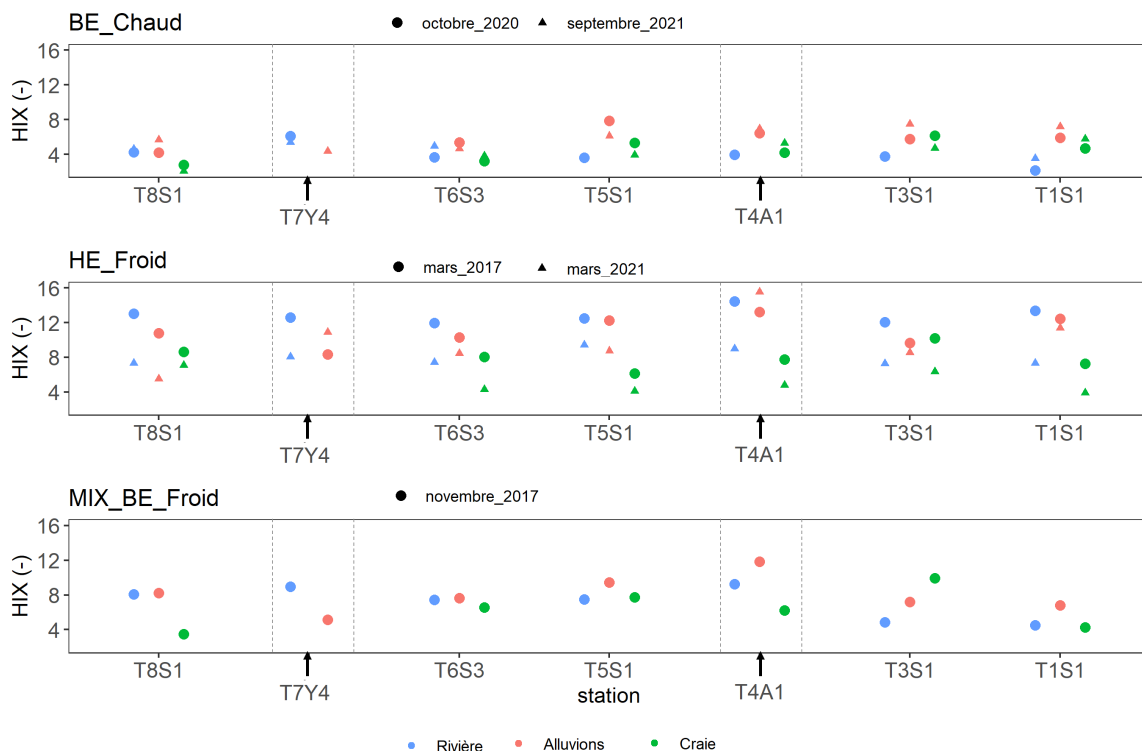 BE_Chaud
octobre_2020 septembre_2021
16
12
8
4
HIX (-)
T8S1 T6S3 T5S1 T3S1 T1S1
T7Y4 T4A1
HE_Froid
mars_2017 mars_2021
16
12
8
4
HIX (-)
T8S1 T6S3 T5S1 T3S1 T1S1
T7Y4 T4A1
MIX_BE_Froid
novembre_2017
16
12
8
4
HIX (-)
T8S1 T6S3 T5S1 T3S1 T1S1
T7Y4 T4A1
station
Rivière Alluvions Craie